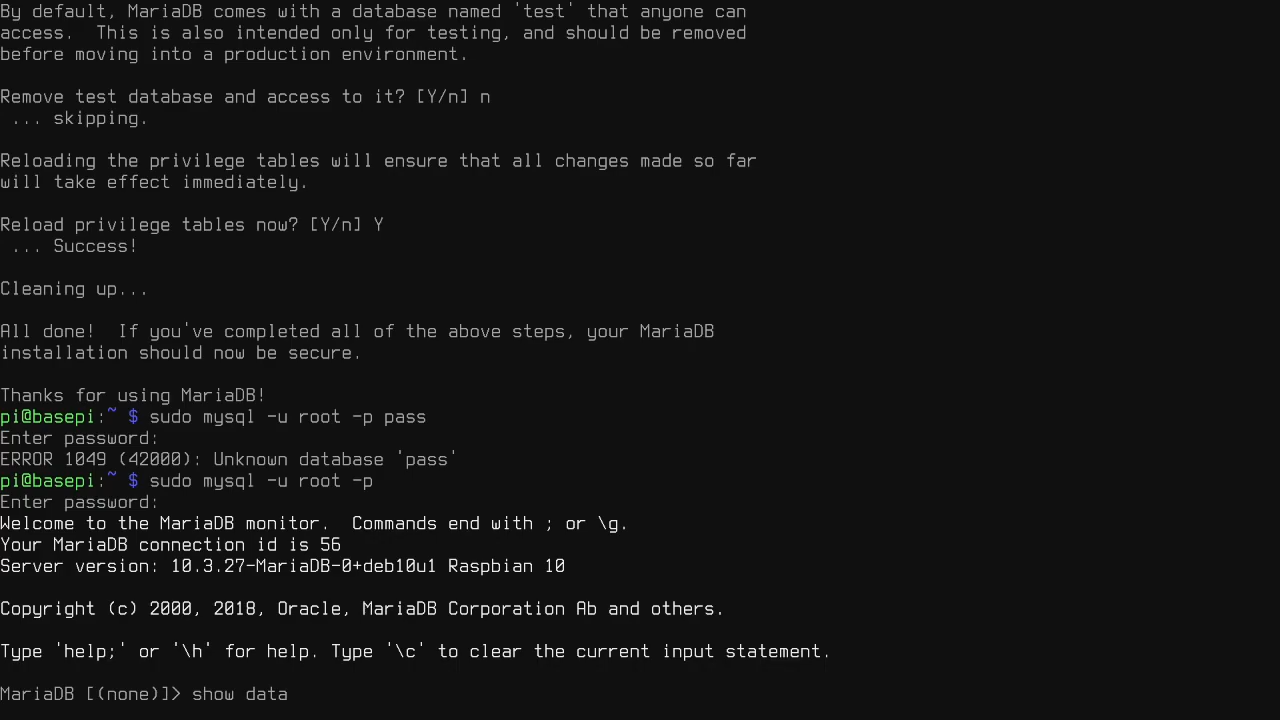 By default, MariaDB comes with a database named 'test' that anyone can
access.  This is also intended only for testing, and should be removed
before moving into a production environment.
Remove test database and access to it? [Y/n] n
 ... skipping.
Reloading the privilege tables will ensure that all changes made so far
will take effect immediately.
Reload privilege tables now? [Y/n] Y
 ... Success!
Cleaning up...
All done!  If you've completed all of the above steps, your MariaDB
installation should now be secure.
Thanks for using MariaDB!
pi@basepi:~ $ sudo mysql -u root -p pass
Enter password:
ERROR 1049 (42000): Unknown database 'pass'
pi@basepi:~ $ sudo mysql -u root -p
Enter password:
Welcome to the MariaDB monitor.  Commands end with ; or \g.
Your MariaDB connection id is 56
Server version: 10.3.27-MariaDB-0+deb10u1 Raspbian 10
Copyright (c) 2000, 2018, Oracle, MariaDB Corporation Ab and others.
Type 'help;' or '\h' for help. Type '\c' to clear the current input statement.
MariaDB [(none)]> show data